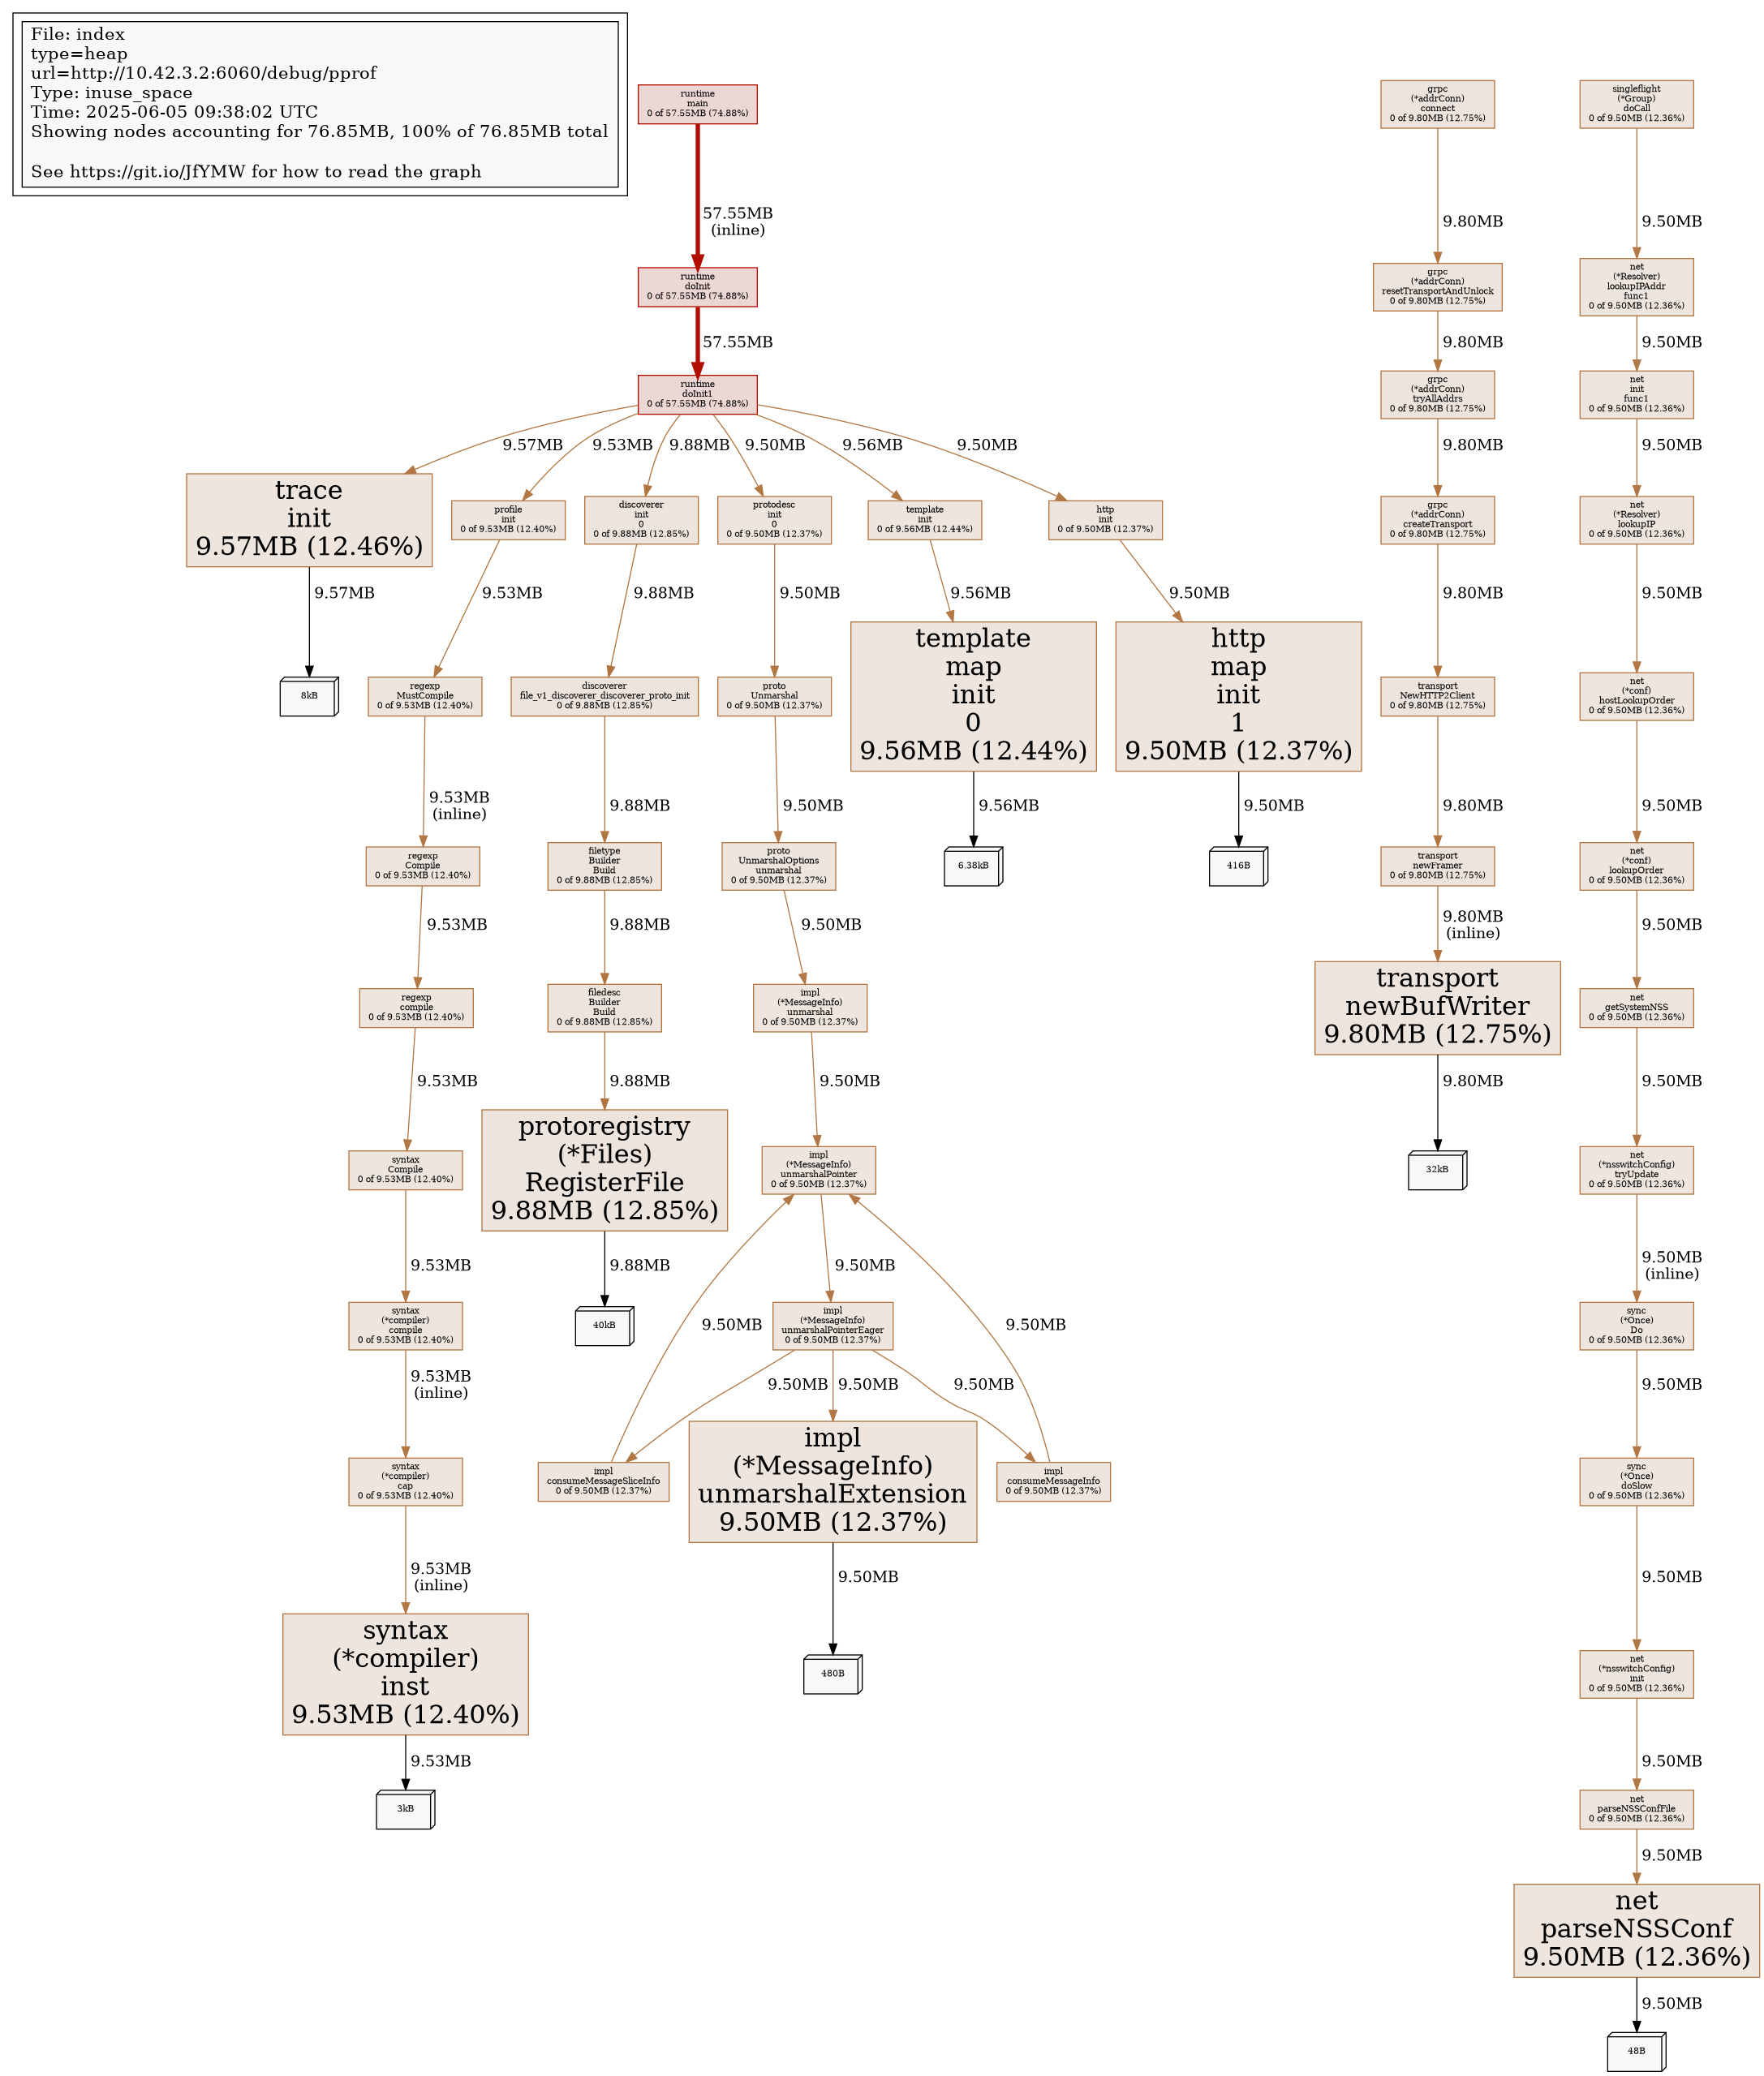 File: index
type=heap
url=http://10.42.3.2:6060/debug/pprof
Type: inuse_space
Time: 2025-06-05 09:38:02 UTC
Showing nodes accounting for 76.85MB, 100% of 76.85MB total
See https://git.io/JfYMW for how to read the graph
runtime
main
0 of 57.55MB (74.88%)
57.55MB
(inline)
runtime
doInit
0 of 57.55MB (74.88%)
57.55MB
runtime
doInit1
0 of 57.55MB (74.88%)
9.57MB
9.53MB
9.88MB
9.50MB
9.56MB
9.50MB
trace
init
9.57MB (12.46%)
9.57MB
8kB
profile
init
0 of 9.53MB (12.40%)
9.53MB
regexp
MustCompile
0 of 9.53MB (12.40%)
9.53MB
(inline)
regexp
Compile
0 of 9.53MB (12.40%)
9.53MB
regexp
compile
0 of 9.53MB (12.40%)
9.53MB
syntax
Compile
0 of 9.53MB (12.40%)
9.53MB
syntax
(*compiler)
compile
0 of 9.53MB (12.40%)
9.53MB
(inline)
syntax
(*compiler)
cap
0 of 9.53MB (12.40%)
9.53MB
(inline)
syntax
(*compiler)
inst
9.53MB (12.40%)
9.53MB
3kB
discoverer
init
0
0 of 9.88MB (12.85%)
9.88MB
discoverer
file_v1_discoverer_discoverer_proto_init
0 of 9.88MB (12.85%)
9.88MB
filetype
Builder
Build
0 of 9.88MB (12.85%)
9.88MB
filedesc
Builder
Build
0 of 9.88MB (12.85%)
9.88MB
protoregistry
(*Files)
RegisterFile
9.88MB (12.85%)
9.88MB
40kB
protodesc
init
0
0 of 9.50MB (12.37%)
9.50MB
proto
Unmarshal
0 of 9.50MB (12.37%)
9.50MB
proto
UnmarshalOptions
unmarshal
0 of 9.50MB (12.37%)
9.50MB
impl
(*MessageInfo)
unmarshal
0 of 9.50MB (12.37%)
9.50MB
impl
(*MessageInfo)
unmarshalPointer
0 of 9.50MB (12.37%)
9.50MB
9.50MB
9.50MB
impl
(*MessageInfo)
unmarshalPointerEager
0 of 9.50MB (12.37%)
9.50MB
9.50MB
9.50MB
impl
consumeMessageSliceInfo
0 of 9.50MB (12.37%)
impl
(*MessageInfo)
unmarshalExtension
9.50MB (12.37%)
impl
consumeMessageInfo
0 of 9.50MB (12.37%)
9.50MB
480B
template
init
0 of 9.56MB (12.44%)
9.56MB
template
map
init
0
9.56MB (12.44%)
9.56MB
6.38kB
http
init
0 of 9.50MB (12.37%)
9.50MB
http
map
init
1
9.50MB (12.37%)
9.50MB
416B
grpc
(*addrConn)
connect
0 of 9.80MB (12.75%)
9.80MB
grpc
(*addrConn)
resetTransportAndUnlock
0 of 9.80MB (12.75%)
9.80MB
grpc
(*addrConn)
tryAllAddrs
0 of 9.80MB (12.75%)
9.80MB
grpc
(*addrConn)
createTransport
0 of 9.80MB (12.75%)
9.80MB
transport
NewHTTP2Client
0 of 9.80MB (12.75%)
9.80MB
transport
newFramer
0 of 9.80MB (12.75%)
9.80MB
(inline)
transport
newBufWriter
9.80MB (12.75%)
9.80MB
32kB
singleflight
(*Group)
doCall
0 of 9.50MB (12.36%)
9.50MB
net
(*Resolver)
lookupIPAddr
func1
0 of 9.50MB (12.36%)
9.50MB
net
init
func1
0 of 9.50MB (12.36%)
9.50MB
net
(*Resolver)
lookupIP
0 of 9.50MB (12.36%)
9.50MB
net
(*conf)
hostLookupOrder
0 of 9.50MB (12.36%)
9.50MB
net
(*conf)
lookupOrder
0 of 9.50MB (12.36%)
9.50MB
net
getSystemNSS
0 of 9.50MB (12.36%)
9.50MB
net
(*nsswitchConfig)
tryUpdate
0 of 9.50MB (12.36%)
9.50MB
(inline)
sync
(*Once)
Do
0 of 9.50MB (12.36%)
9.50MB
sync
(*Once)
doSlow
0 of 9.50MB (12.36%)
9.50MB
net
(*nsswitchConfig)
init
0 of 9.50MB (12.36%)
9.50MB
net
parseNSSConfFile
0 of 9.50MB (12.36%)
9.50MB
net
parseNSSConf
9.50MB (12.36%)
9.50MB
48B